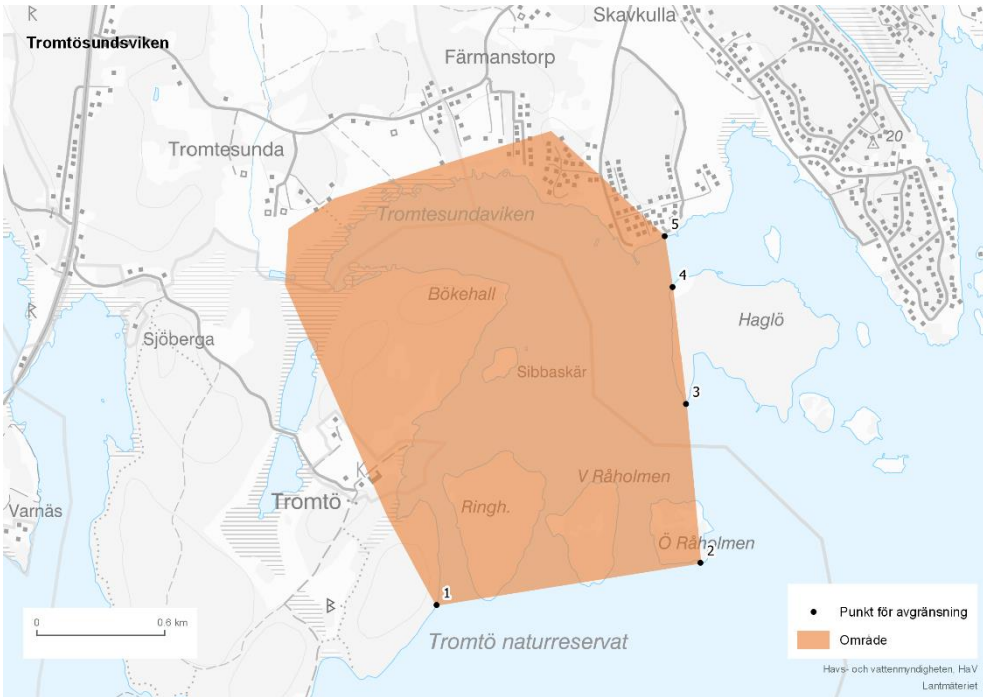 Skavkulla
Tromtösundsviken
Färmanstorp
20
Tromtesunda
Tromtesundaviken
5
4
Bökehall
Haglö
Sjöberga
Sibbaskär
3
V Råholmen
Tromtö
Ringh.
Varnäs
Ö Råholmen
2
1
Punkt för avgränsning
0 0.6 km
Område
Tromtö naturreservat
Havs- och vattenmyndigheten, HaV
Lantmäteriet